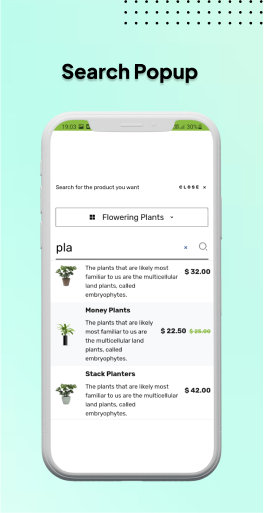 Search Popup
19:03
30%
Search for the product you want
CLOSE ×
Flowering Plants
pla ×
The plants that are likely most $ 32.00
familiar to us are the multicellular
land plants, called
embryophytes.
Money Plants
The plants that are likely
most familiar to us are $ 22.50
the multicellular land
plants, called
embryophytes.
Stack Planters
The plants that are likely most $ 42.00
familiar to us are the multicellular
land plants, called
embryophytes.